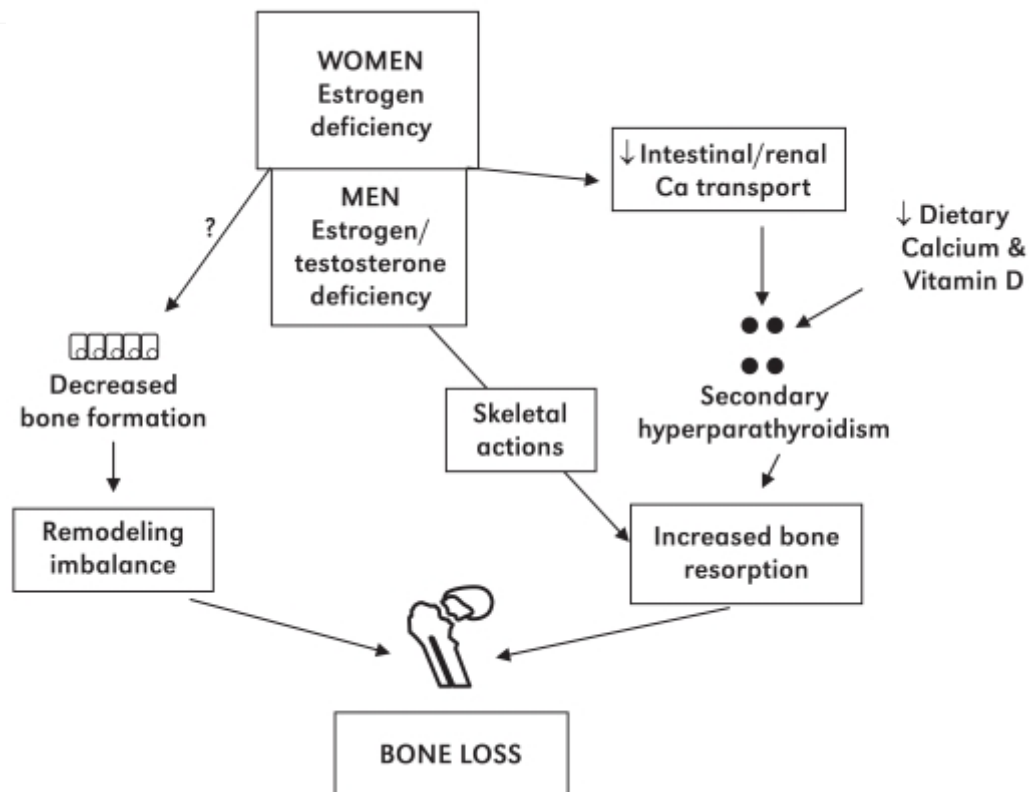 WOMEN
Estrogen
deficiency
MEN
Estrogen/
testosterone
deficiency
↓ Intestinal/renal
Ca transport
↓ Dietary
Calcium &
Vitamin D
?
Decreased
bone formation
Skeletal
actions
Secondary
hyperparathyroidism
Remodeling
imbalance
Increased bone
resorption
BONE LOSS